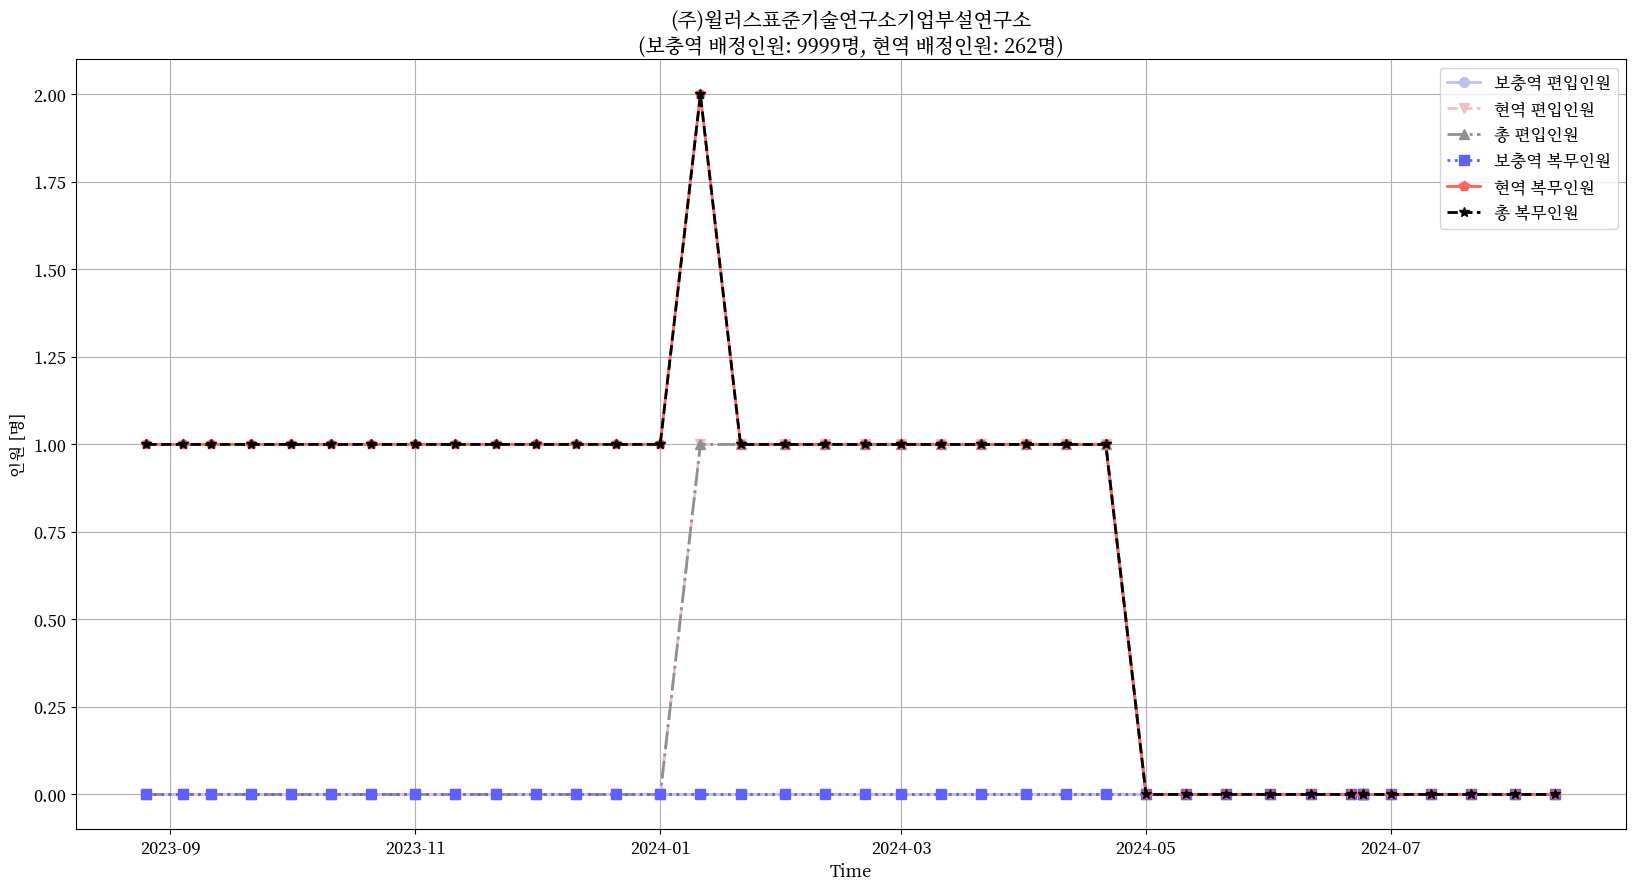 (주)윌러스표준기술연구소기업부설연구소
(보충역 배정인원: 9999명, 현역 배정인원: 262명)
보충역 편입인원
현역 편입인원
총 편입인원
보충역 복무인원
현역 복무인원
총 복무인원
2.00
1.75
1.50
1.25
1.00
0.75
0.50
0.25
0.00
인원 [명]
2023-09 2023-11 2024-01 2024-03 2024-05 2024-07
Time